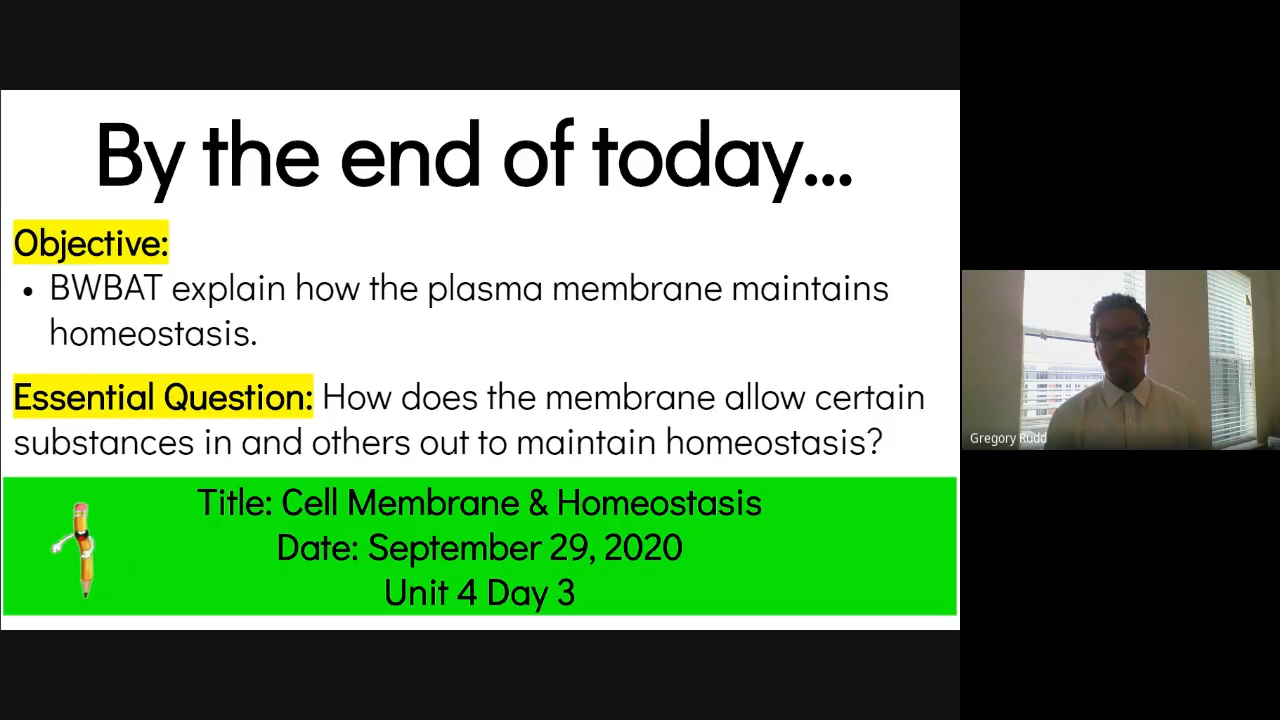 By the end of today...
Objective:
• BWBAT explain how the plasma membrane maintains
homeostasis.
Essential Question: How does the membrane allow certain
substances in and others out to maintain homeostasis?
Title: Cell Membrane & Homeostasis
Date: September 29, 2020
Unit 4 Day 3
Gregory Rudd